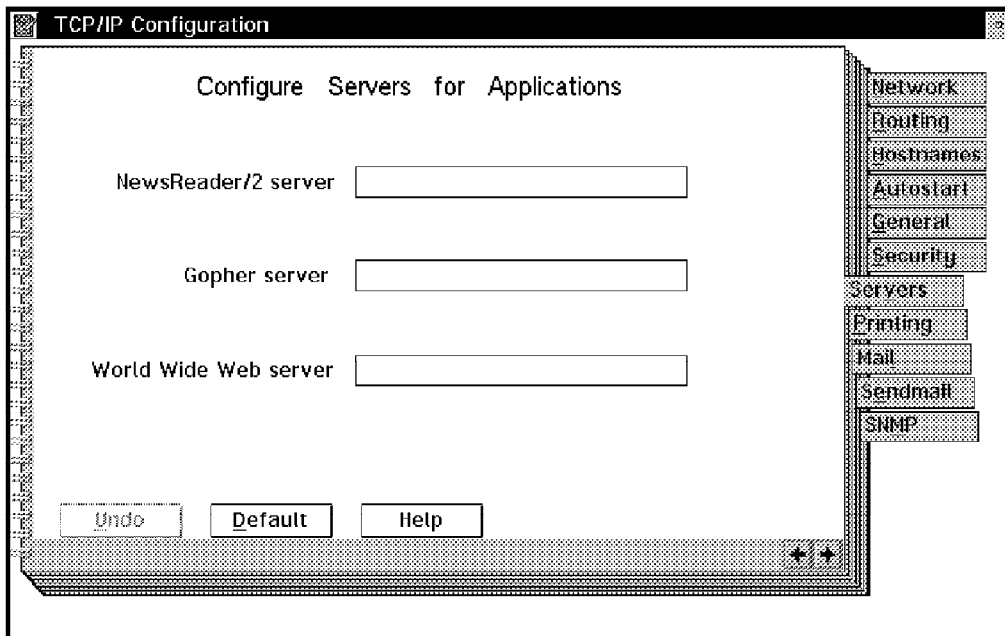 TCP/IP Configuration
Configure Servers for Applications
NewsReader/2 server
Gopher server
World Wide Web server
Undo
Default
Help
Network
Routing
Hostnames
Autostart
General
Security
Servers
Printing
Mail
Sendmail
SNMP